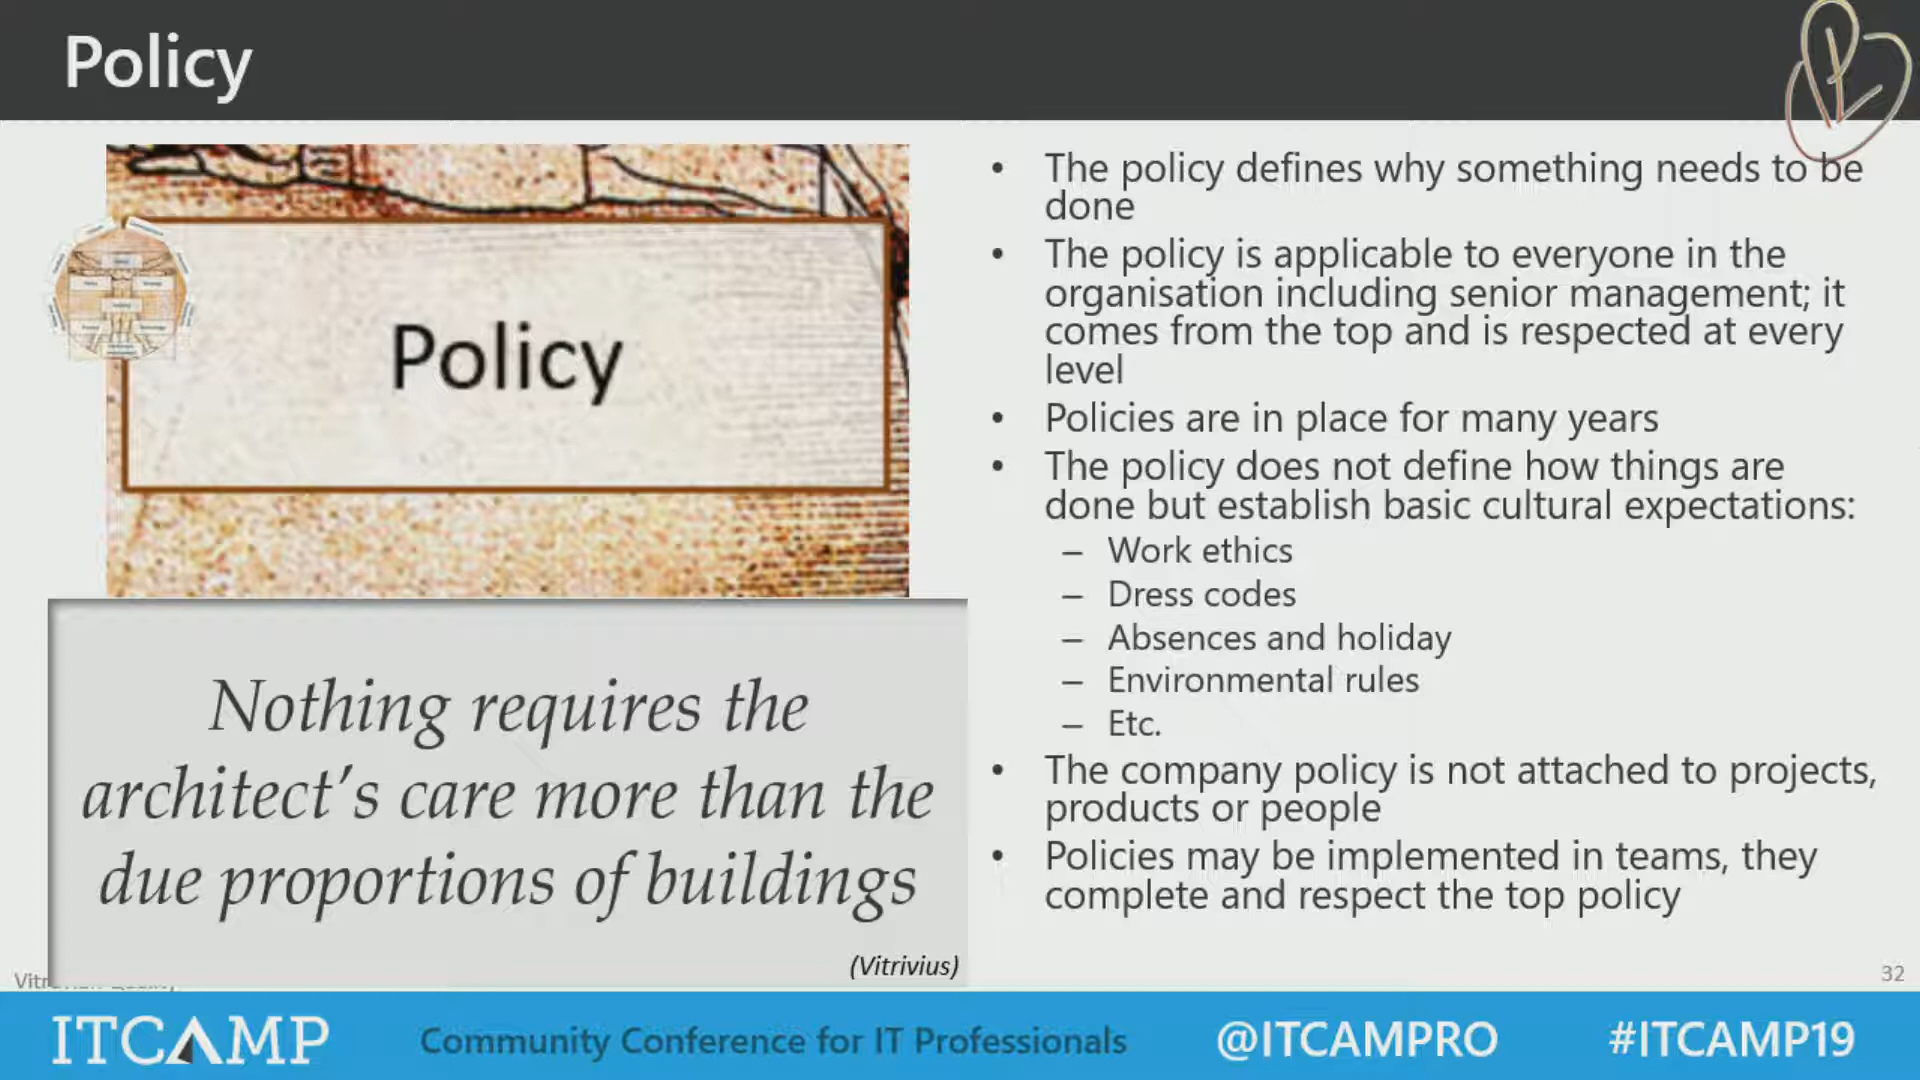 Policy
Policy
Nothing requires the
architect's care more than the
due proportions of buildings
(Vitrivius)
• The policy defines why something needs to be
done
• The policy is applicable to everyone in the
organisation including senior management; it
comes from the top and is respected at every
level
• Policies are in place for many years
• The policy does not define how things are
done but establish basic cultural expectations:
– Work ethics
– Dress codes
– Absences and holiday
– Environmental rules
– Etc.
• The company policy is not attached to projects,
products or people
• Policies may be implemented in teams, they
complete and respect the top policy
32
ITCAMP
Community Conference for IT Professionals
@ITCAMPRO
#ITCAMP19